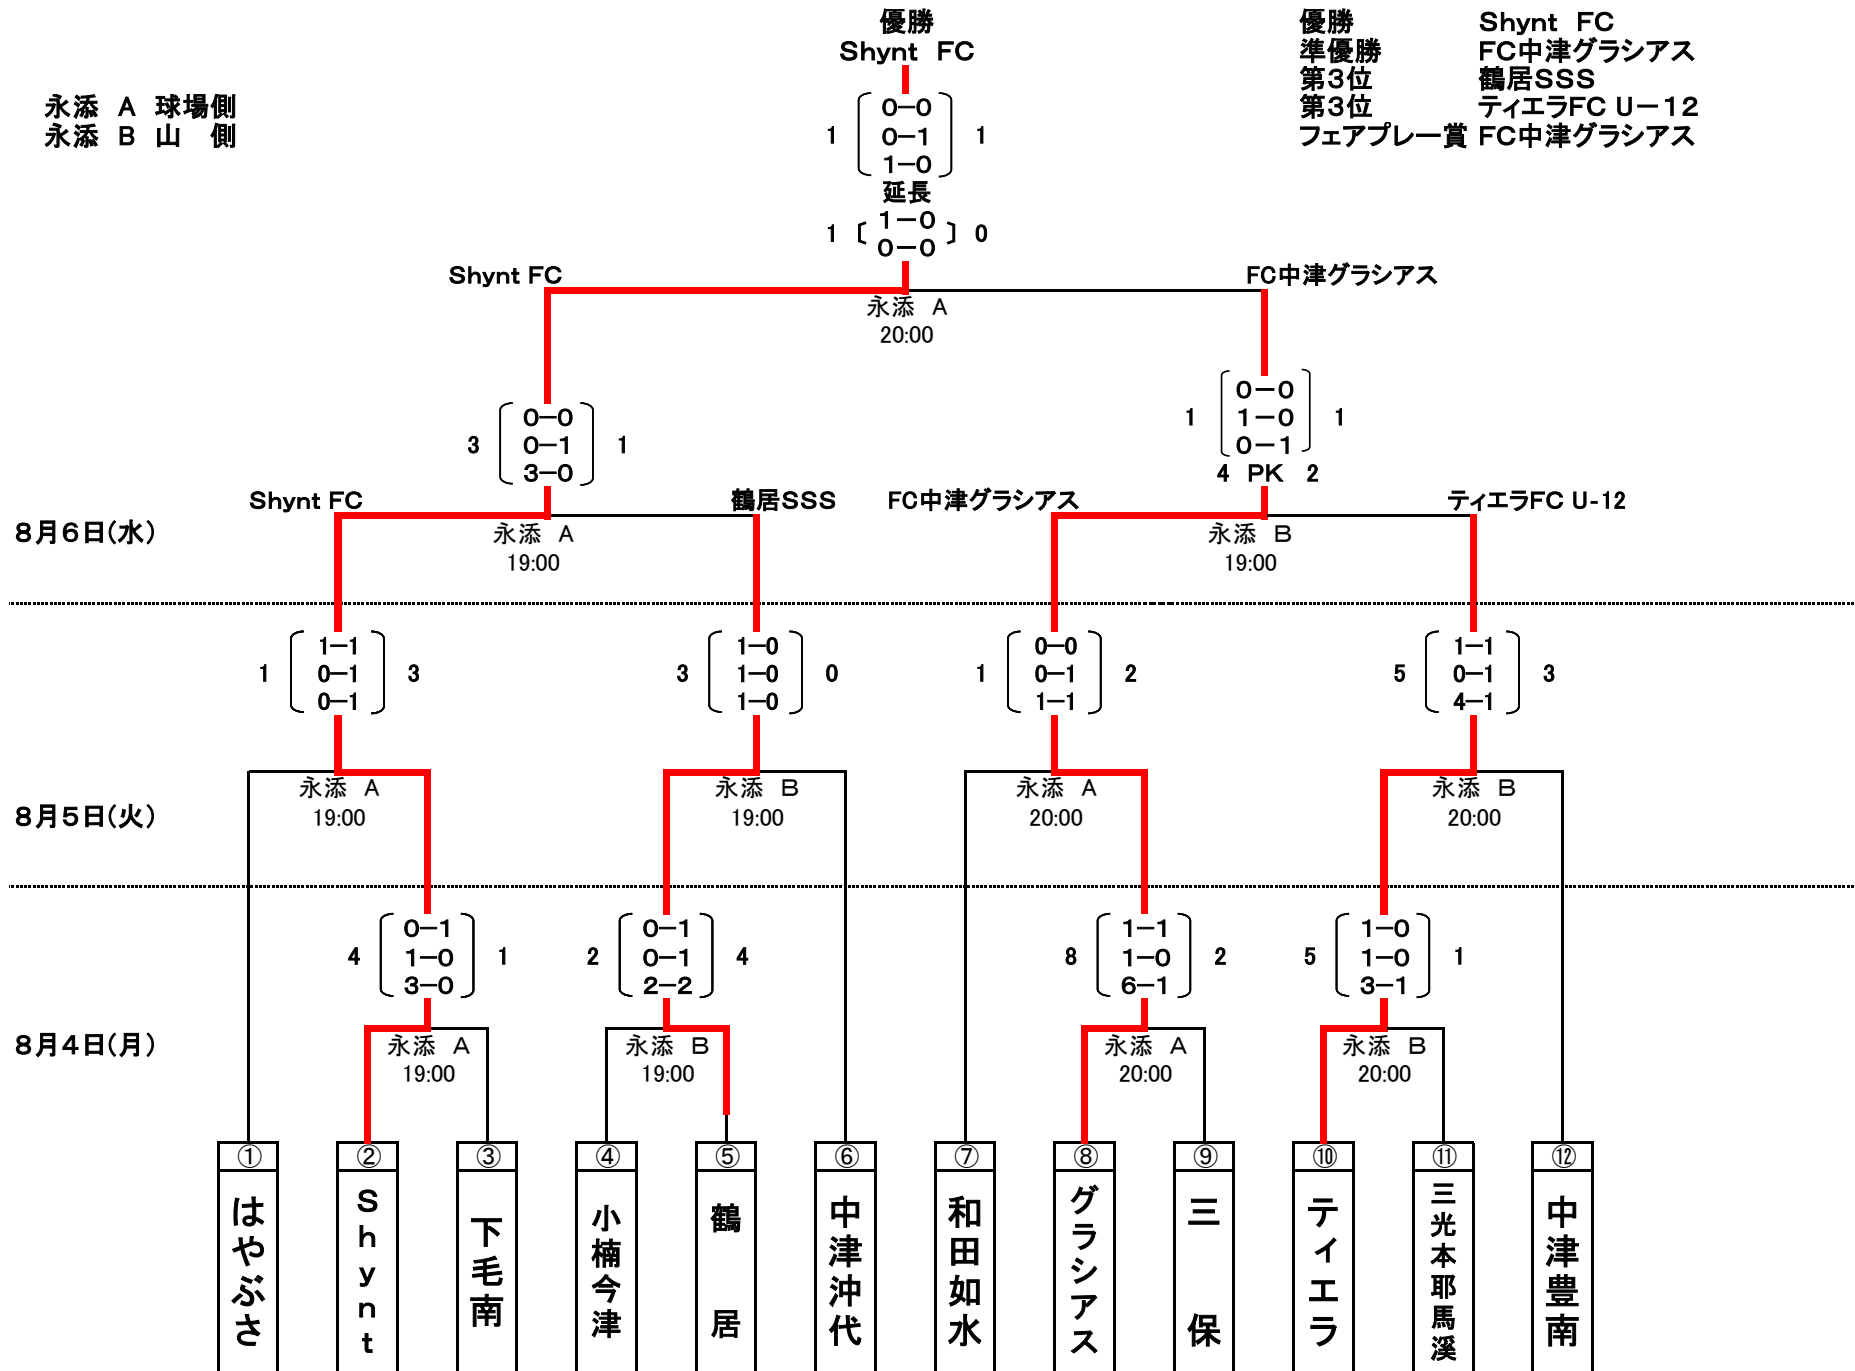 優勝
Shynt FC
優勝 Shynt FC
準優勝 FC中津グラシアス
第3位 鶴居SSS
第3位 ティエラFC U－12
フェアプレー賞 FC中津グラシアス
永添 A 球場側
永添 B 山 側
0－0
1 0－1 1
1－0
延長
1－0
1 〔 〕 0
0－0
Shynt FC FC中津グラシアス
永添 A
20:00
0－0
3 0－1 1
3－0
0－0
1 1－0 1
0－1
4 PK 2
Shynt FC 鶴居SSS FC中津グラシアス ティエラFC U-12
8月6日(水)
永添 A 永添 B
19:00 19:00
1－1 1－0 0－0 1－1
1 0－1 3 3 1－0 0 1 0－1 2 5 0－1 3
0－1 1－0 1－1 4－1
永添 A 永添 B 永添 A 永添 B
8月5日(火)
19:00 19:00 20:00 20:00
0－1 0－1 1－1 1－0
4 1－0 1 2 0－1 4 8 1－0 2 5 1－0 1
3－0 2－2 6－1 3－1
8月4日(月)
永添 A 永添 B 永添 A 永添 B
19:00 19:00 20:00 20:00
① ② ③ ④ ⑤ ⑥ ⑦ ⑧ ⑨ ⑩ ⑪ ⑫
はやぶさ
Shynt
下毛南
小楠今津
鶴居
中津沖代
和田如水
グラシアス
三保
ティエラ
三光本耶馬溪
中津豊南